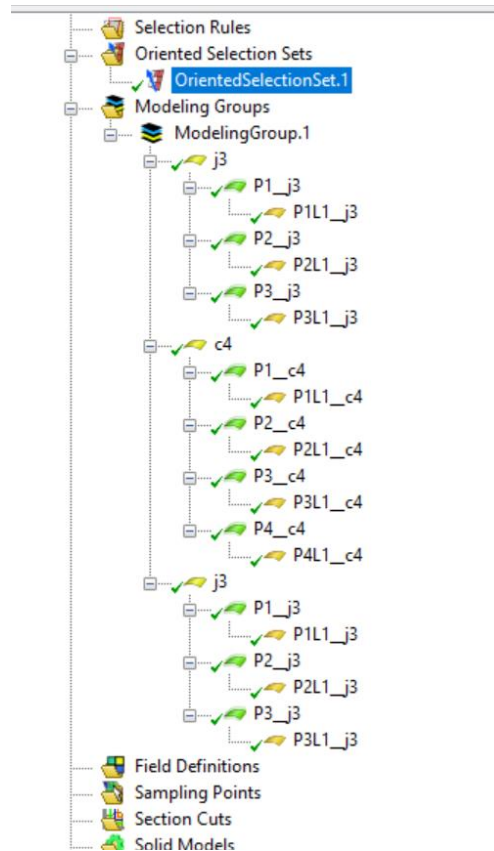 Selection Rules
Oriented Selection Sets
OrientedSelectionSet.1
Modeling Groups
ModelingGroup.1
j3
P1__j3
P1L1__j3
P2__j3
P2L1__j3
P3__j3
P3L1__j3
c4
P1__c4
P1L1__c4
P2__c4
P2L1__c4
P3__c4
P3L1__c4
P4__c4
P4L1__c4
j3
P1__j3
P1L1__j3
P2__j3
P2L1__j3
P3__j3
P3L1__j3
Field Definitions
Sampling Points
Section Cuts
Solid Models